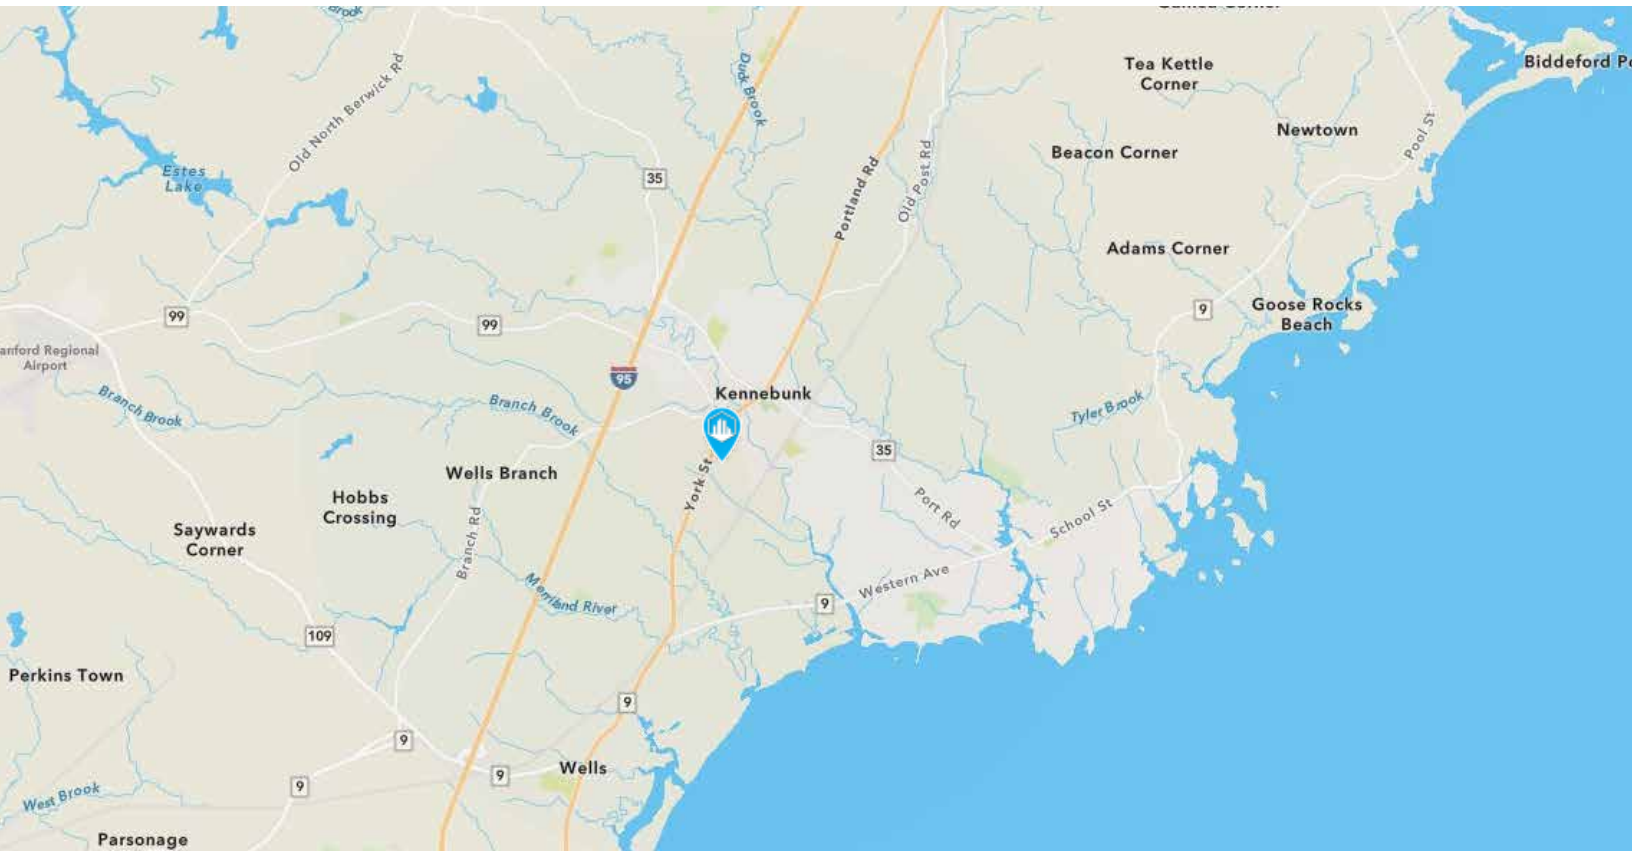 Brook
Duck Brook
Tea Kettle
Corner
Biddeford Po
Old North Berwick Rd
Newtown
Pool St
Beacon Corner
Estes
Lake
35
Portland Rd
Old Post Rd
Adams Corner
99
99
9
Goose Rocks
Beach
anford Regional
Airport
95
Kennebunk
Branch Brook
Branch Brook
Tyler Brook
35
Wells Branch
York St
Hobbs
Crossing
Port Rd
School St
Saywards
Corner
Branch Rd
Western Ave
Merriland River
9
109
Perkins Town
9
9
9
Wells
9
West Brook
Parsonage